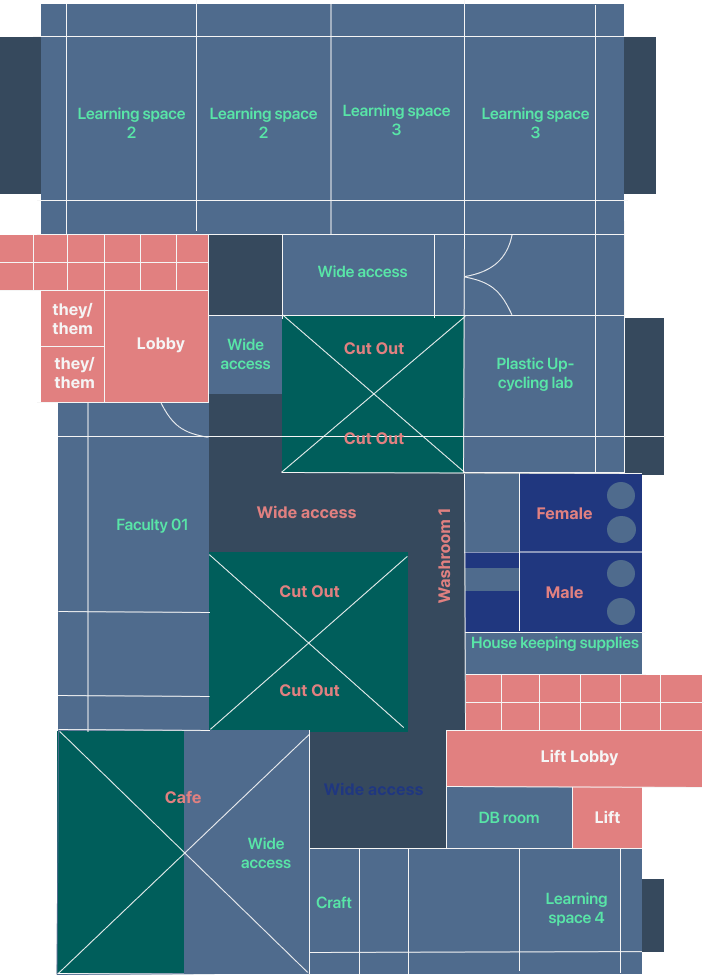 Learning space
2
Learning space
2
Learning space
3
Learning space
3
Wide access
they/
them
Lobby
they/
them
Wide
access
Cut Out
Cut Out
Plastic Up-
cycling lab
Faculty 01
Wide access
Washroom 1
Female
Male
House keeping supplies
Cut Out
Cut Out
Lift Lobby
Cafe
Wide access
DB room
Lift
Wide
access
Craft
Learning
space 4